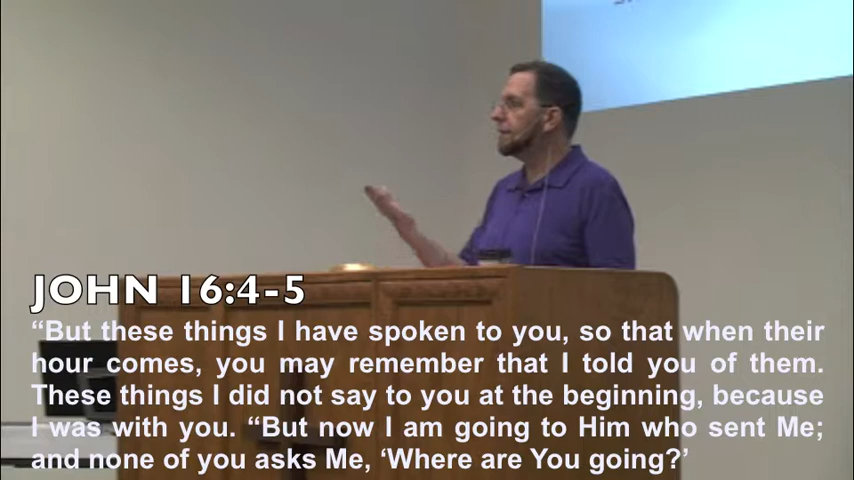 JOHN 16:4-5
“But these things I have spoken to you, so that when their
hour comes, you may remember that I told you of them.
These things I did not say to you at the beginning, because
I was with you. “But now I am going to Him who sent Me;
and none of you asks Me, ‘Where are You going?’